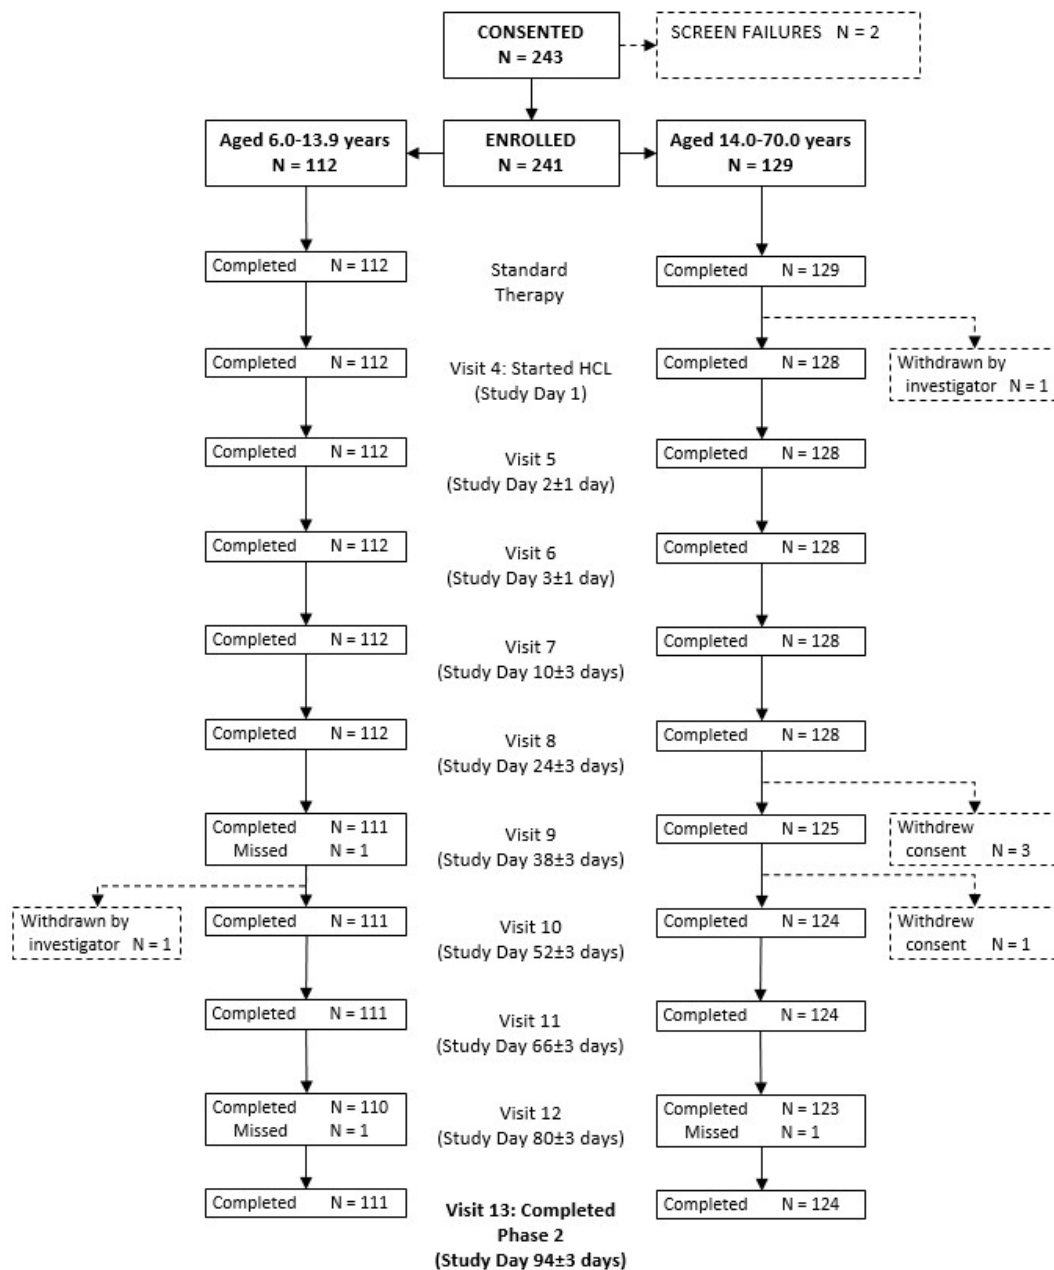 CONSENTED
N = 243
SCREEN FAILURES N = 2
Aged 6.0-13.9 years
N = 112
ENROLLED
N = 241
Aged 14.0-70.0 years
N = 129
Completed N = 112
Standard
Therapy
Completed N = 129
Completed N = 112
Visit 4: Started HCL
(Study Day 1)
Completed N = 128
Withdrawn by
investigator N = 1
Completed N = 112
Visit 5
(Study Day 2±1 day)
Completed N = 128
Completed N = 112
Visit 6
(Study Day 3±1 day)
Completed N = 128
Completed N = 112
Visit 7
(Study Day 10±3 days)
Completed N = 128
Completed N = 112
Visit 8
(Study Day 24±3 days)
Completed N = 128
Completed N = 111
Missed N = 1
Visit 9
(Study Day 38±3 days)
Completed N = 125
Withdrew
consent N = 3
Withdrawn by
investigator N = 1
Completed N = 111
Visit 10
(Study Day 52±3 days)
Completed N = 124
Withdrew
consent N = 1
Completed N = 111
Visit 11
(Study Day 66±3 days)
Completed N = 124
Completed N = 110
Missed N = 1
Visit 12
(Study Day 80±3 days)
Completed N = 123
Missed N = 1
Completed N = 111
Visit 13: Completed
Phase 2
(Study Day 94±3 days)
Completed N = 124